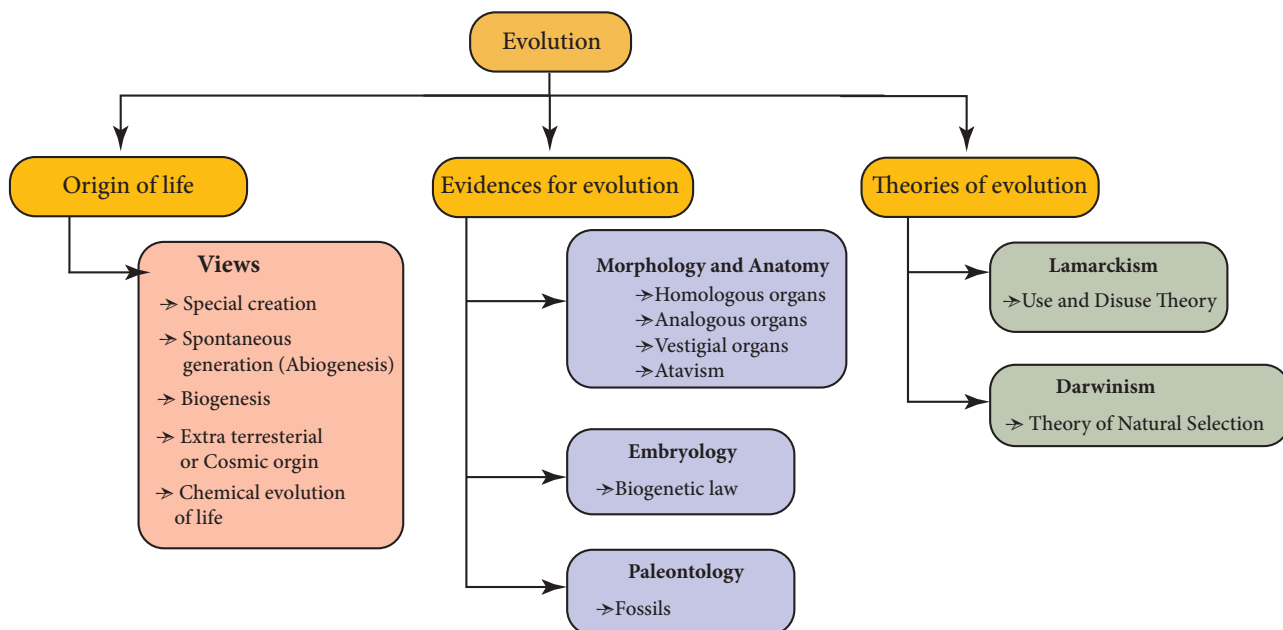 Evolution
Origin of life
Evidences for evolution
Theories of evolution
Views
→ Special creation
→ Spontaneous
generation (Abiogenesis)
→ Biogenesis
→ Extra terresterial
or Cosmic orgin
→ Chemical evolution
of life
Morphology and Anatomy
→Homologous organs
→Analogous organs
→Vestigial organs
→Atavism
Embryology
→Biogenetic law
Paleontology
→Fossils
Lamarckism
→Use and Disuse Theory
Darwinism
→ Theory of Natural Selection